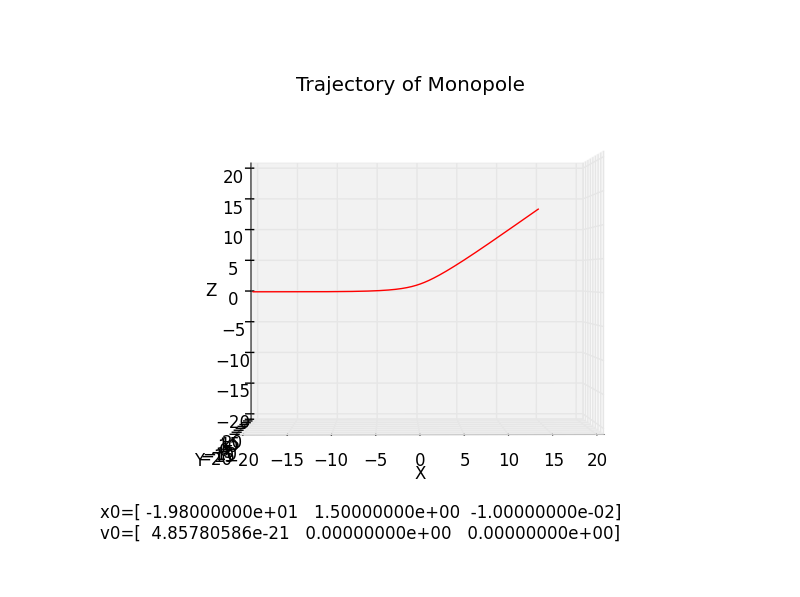 Trajectory of Monopole
20
15
10
5
Z 0
−5
−10
−15
−20
Y −20 −15 −10 −5 0 5 10 15 20
X
x0=[ -1.98000000e+01 1.50000000e+00 -1.00000000e-02]
v0=[ 4.85780586e-21 0.00000000e+00 0.00000000e+00]